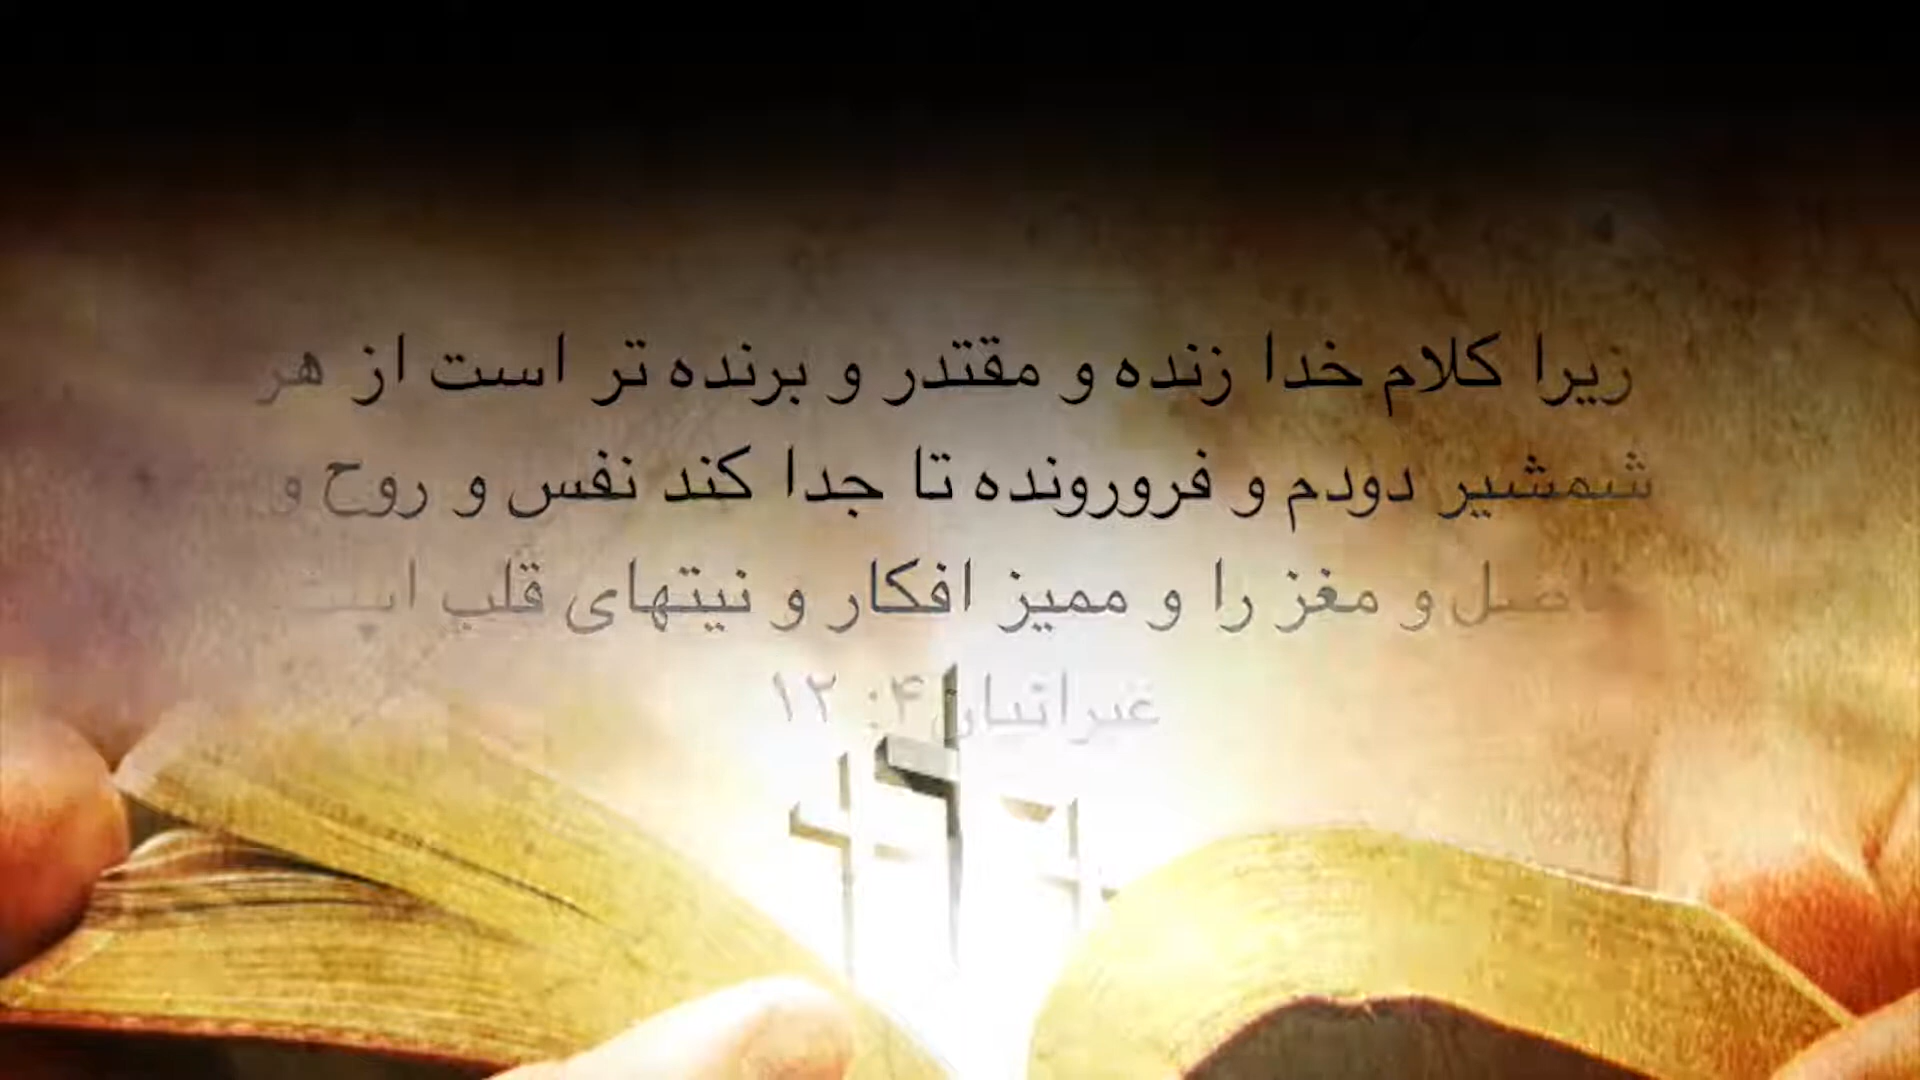 زیرا کلام خدا زنده و مقتدر و برنده تر است از هر
شمشیر دودم و فرورونده تا جدا کند نفس و روح و
و مغز را و ممیز افکار و نیتهای قلب است
عبرانیان ۴: ۱۲